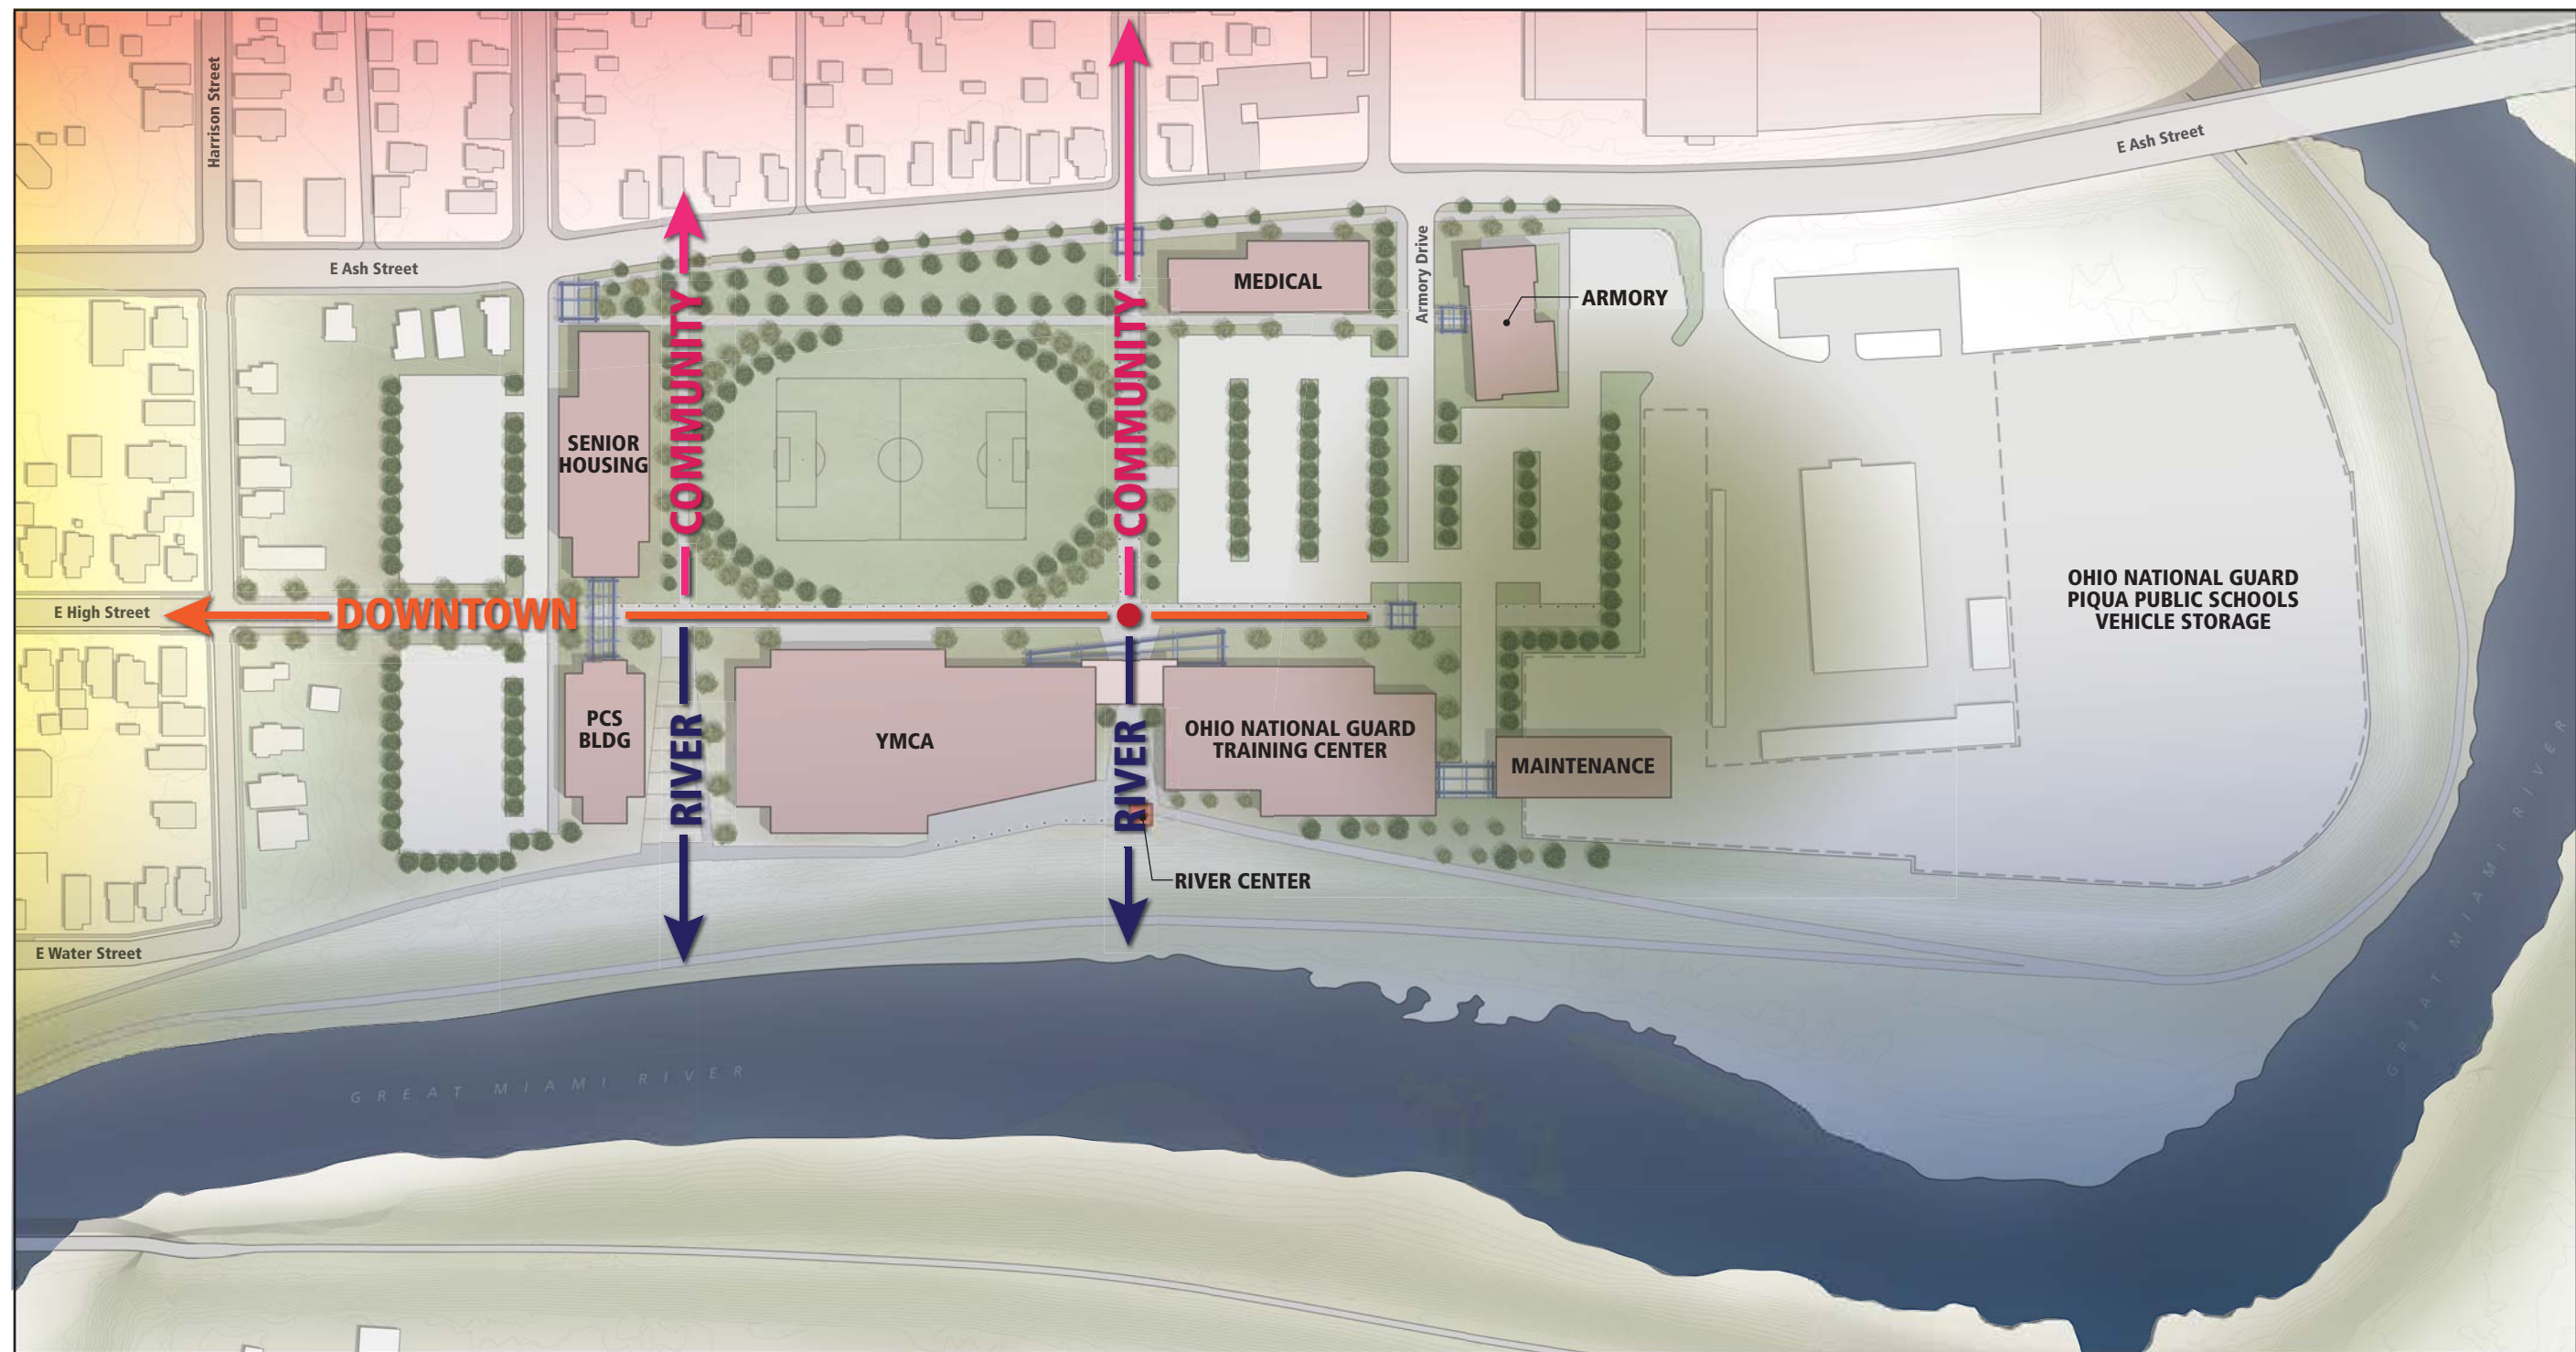 Harrison Street
E Ash Street
E Ash Street
Armory Drive
MEDICAL
ARMORY
COMMUNITY
COMMUNITY
SENIOR
HOUSING
OHIO NATIONAL GUARD
PIQUA PUBLIC SCHOOLS
VEHICLE STORAGE
E High Street
DOWNTOWN
PCS
BLDG
RIVER
YMCA
RIVER
OHIO NATIONAL GUARD
TRAINING CENTER
MAINTENANCE
RIVER CENTER
E Water Street
GREAT MIAMI RIVER
GREAT MIAMI RIVER